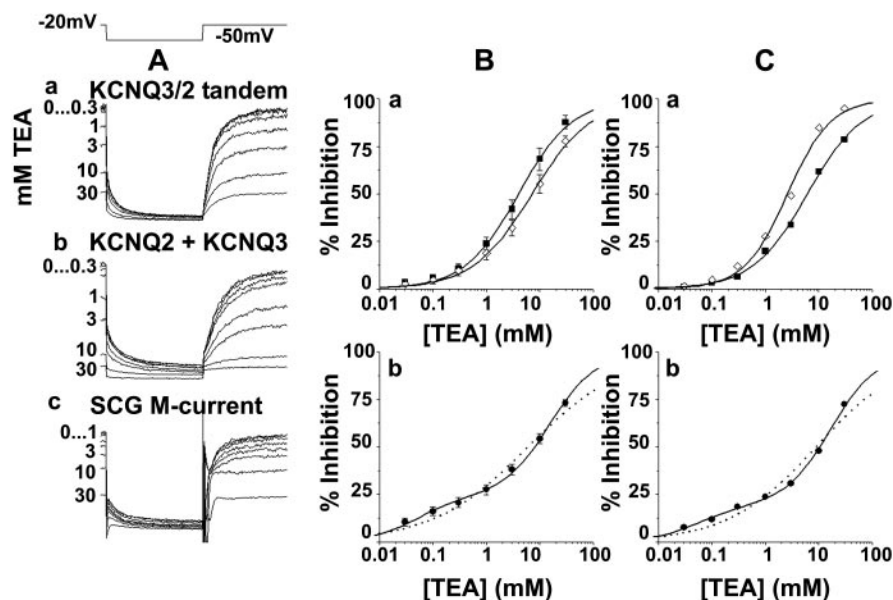 -20mV
-50mV
A
a KCNQ3/2 tandem
mM TEA
0...0.3
1
3
10
30
b KCNQ2 + KCNQ3
0...0.3
1
3
10
30
c SCG M-current
0...1
3
10
30
B
a
% Inhibition
100
75
50
25
0
0.01 0.1 1 10 100
[TEA] (mM)
b
% Inhibition
100
75
50
25
0
0.01 0.1 1 10 100
[TEA] (mM)
C
a
% Inhibition
100
75
50
25
0
0.01 0.1 1 10 100
[TEA] (mM)
b
% Inhibition
100
75
50
25
0
0.01 0.1 1 10 100
[TEA] (mM)